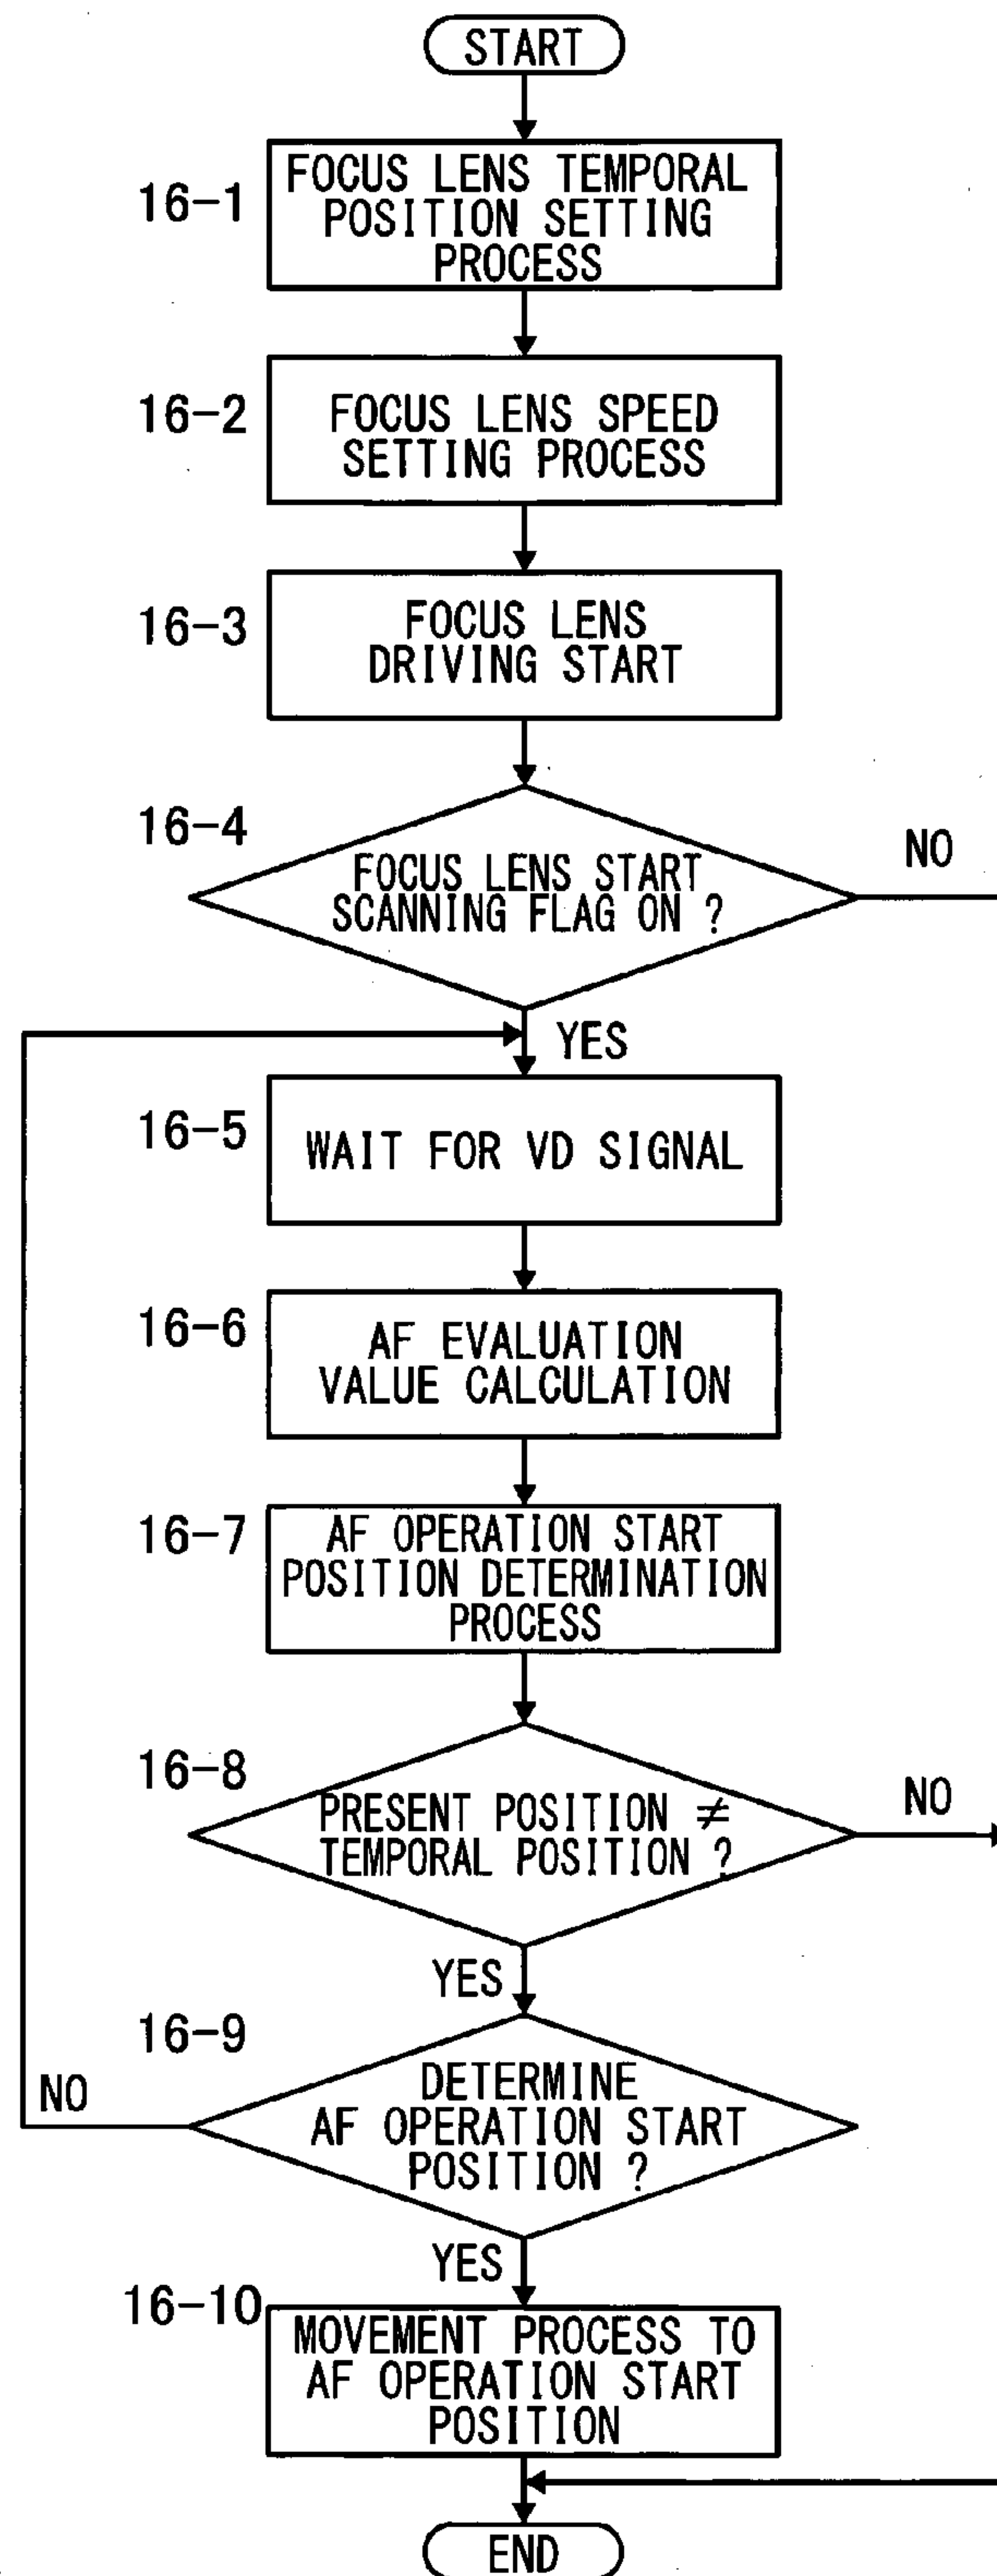 START
16-1
FOCUS LENS TEMPORAL
POSITION SETTING
PROCESS
16-2
FOCUS LENS SPEED
SETTING PROCESS
16-3
FOCUS LENS
DRIVING START
16-4
FOCUS LENS START
SCANNING FLAG ON ?
NO
YES
16-5
WAIT FOR VD SIGNAL
16-6
AF EVALUATION
VALUE CALCULATION
16-7
AF OPERATION START
POSITION DETERMINATION
PROCESS
16-8
PRESENT POSITION ≠
TEMPORAL POSITION ?
NO
YES
16-9
DETERMINE
AF OPERATION START
POSITION ?
NO
YES
16-10
MOVEMENT PROCESS TO
AF OPERATION START
POSITION
END